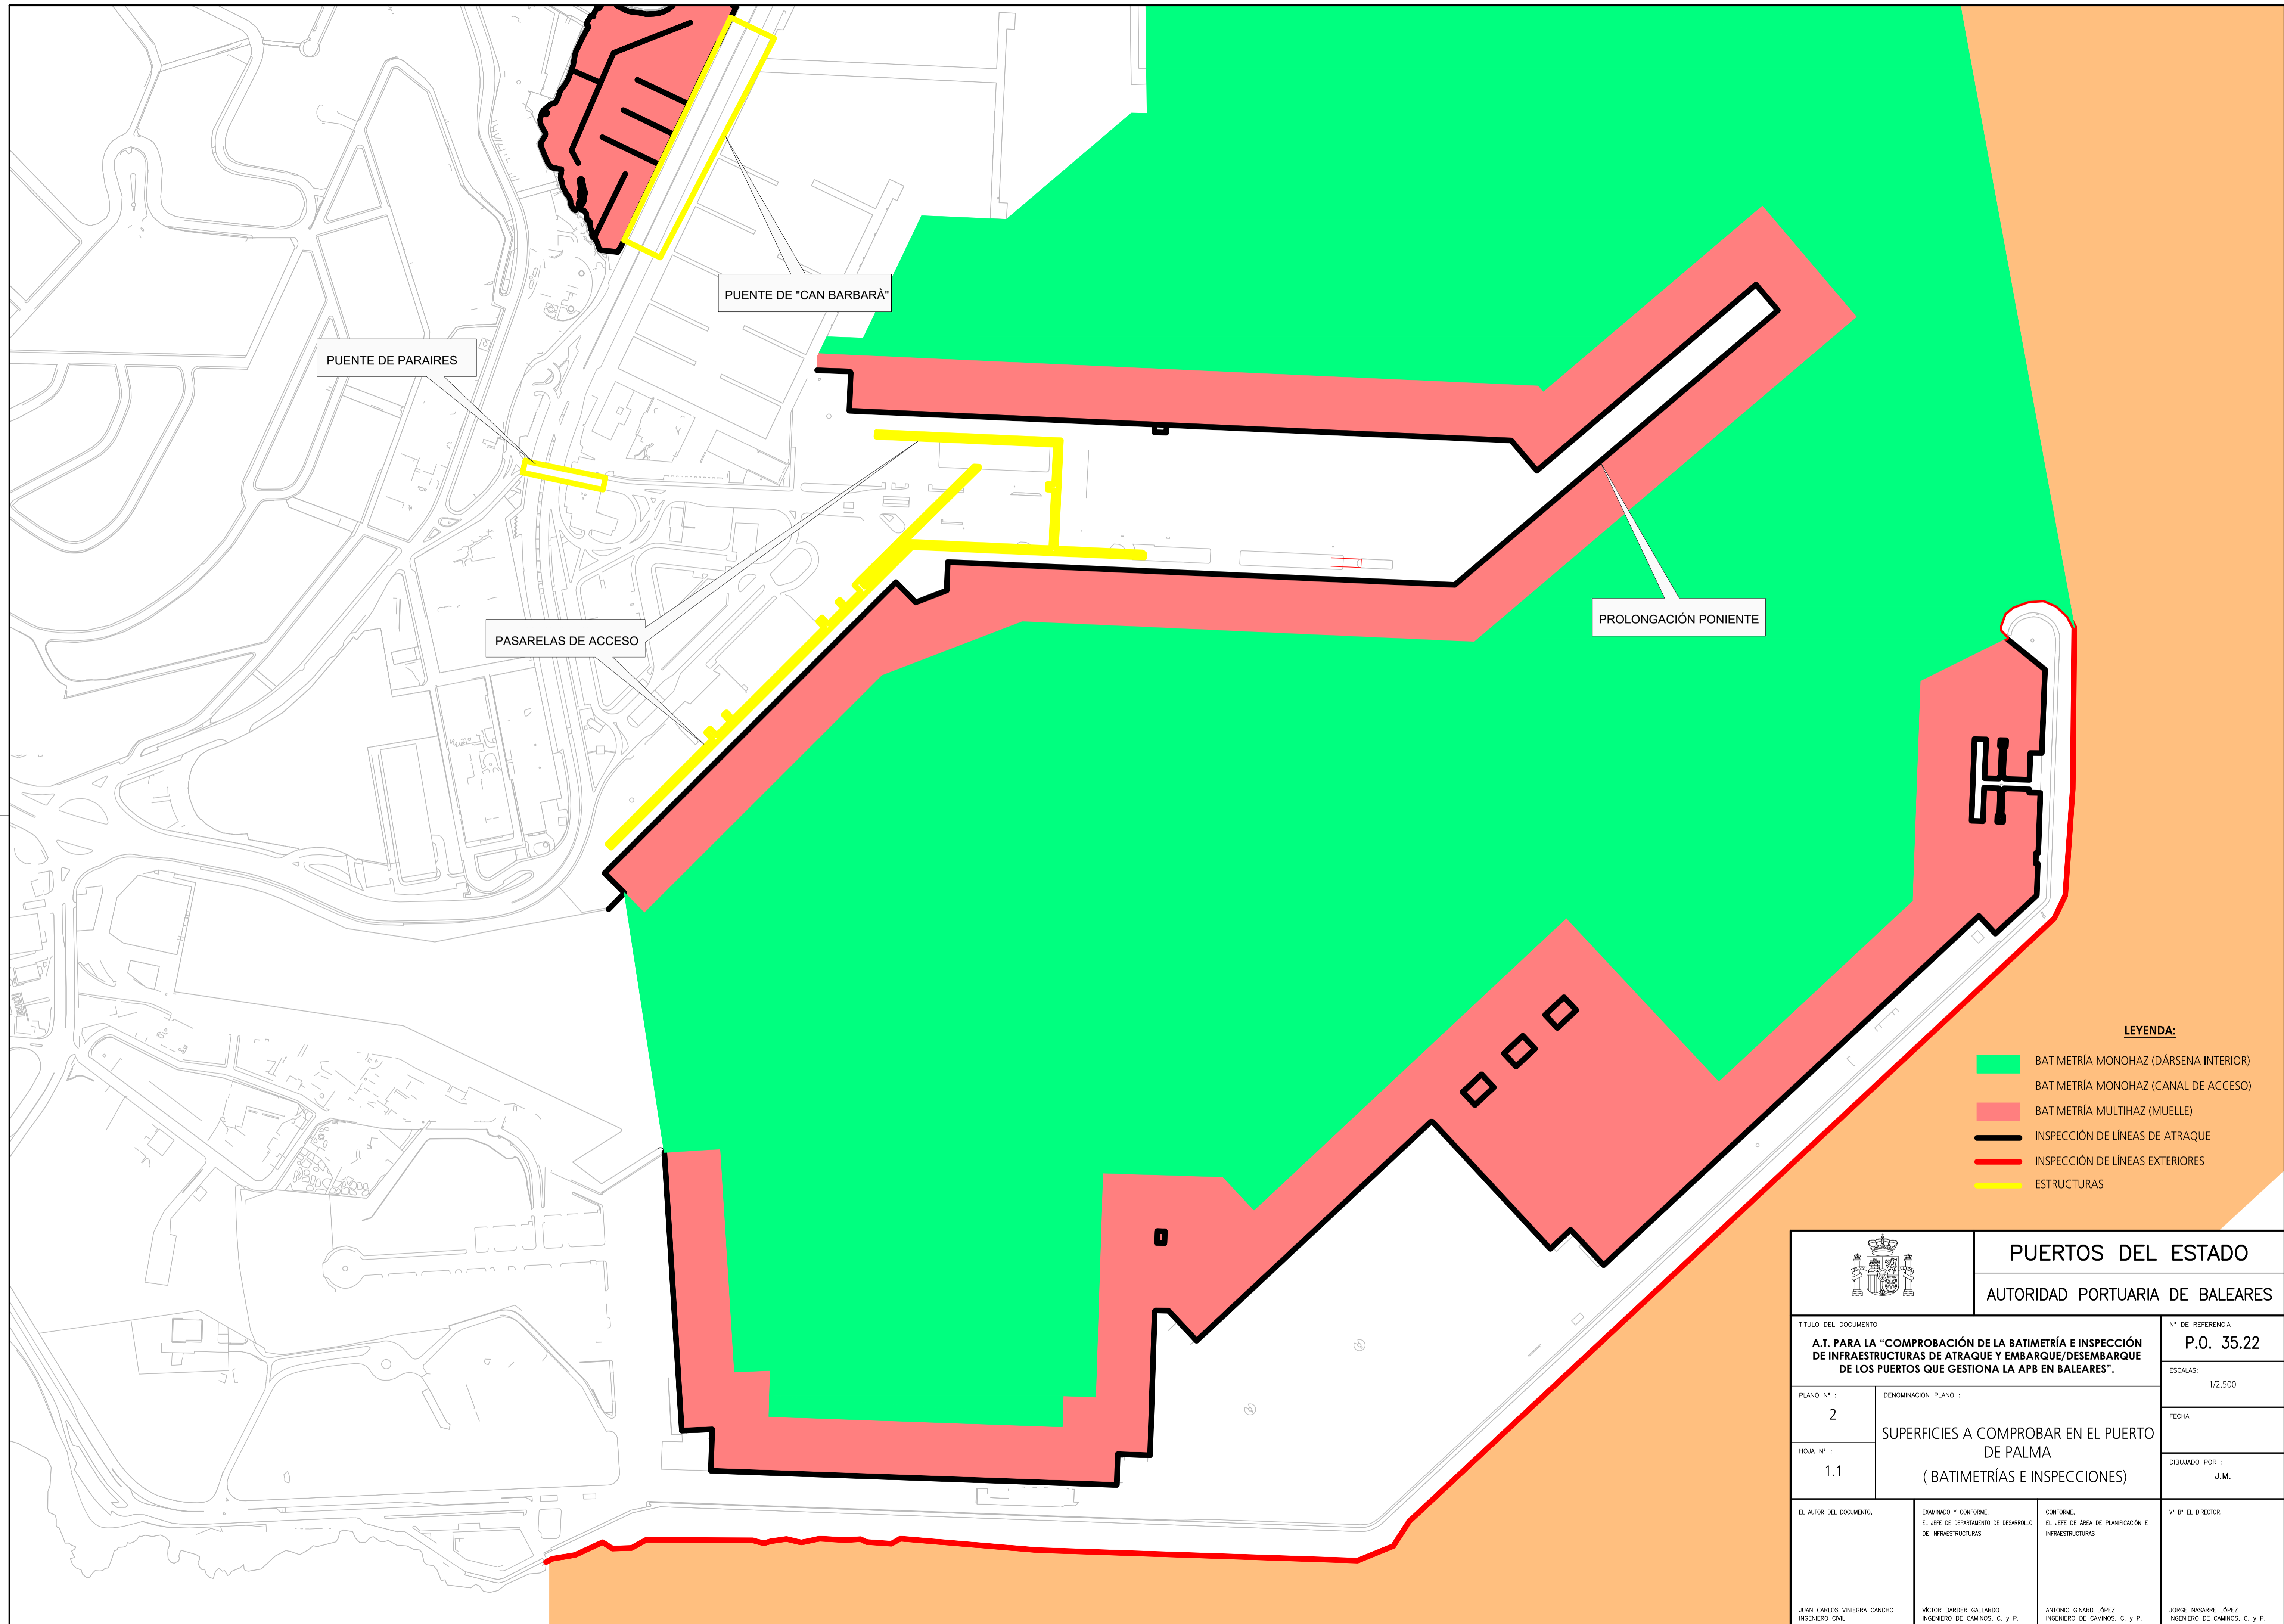 PUENTE DE "CAN BARBARÀ"
PUENTE DE PARAIRES
PASARELAS DE ACCESO
PROLONGACIÓN PONIENTE
LEYENDA:
BATIMETRÍA MONOHAZ (DÁRSENA INTERIOR)
BATIMETRÍA MONOHAZ (CANAL DE ACCESO)
BATIMETRÍA MULTIHAZ (MUELLE)
INSPECCIÓN DE LÍNEAS DE ATRAQUE
INSPECCIÓN DE LÍNEAS EXTERIORES
ESTRUCTURAS
PUERTOS DEL ESTADO
AUTORIDAD PORTUARIA DE BALEARES
TITULO DEL DOCUMENTO
A.T. PARA LA “COMPROBACIÓN DE LA BATIMETRÍA E INSPECCIÓN
DE INFRAESTRUCTURAS DE ATRAQUE Y EMBARQUE/DESEMBARQUE
DE LOS PUERTOS QUE GESTIONA LA APB EN BALEARES”.
Nº DE REFERENCIA
P.O. 35.22
ESCALAS:
1/2.500
PLANO Nº :
2
DENOMINACION PLANO :
SUPERFICIES A COMPROBAR EN EL PUERTO
DE PALMA
( BATIMETRÍAS E INSPECCIONES)
HOJA Nº :
1.1
FECHA
DIBUJADO POR :
J.M.
EL AUTOR DEL DOCUMENTO,
JUAN CARLOS VINIEGRA CANCHO
INGENIERO CIVIL
EXAMINADO Y CONFORME,
EL JEFE DE DEPARTAMENTO DE DESARROLLO
DE INFRAESTRUCTURAS
VÍCTOR DARDER GALLARDO
INGENIERO DE CAMINOS, C. y P.
CONFORME,
EL JEFE DE ÁREA DE PLANIFICACIÓN E
INFRAESTRUCTURAS
ANTONIO GINARD LÓPEZ
INGENIERO DE CAMINOS, C. y P.
Vº Bº EL DIRECTOR,
JORGE NASARRE LÓPEZ
INGENIERO DE CAMINOS, C. y P.